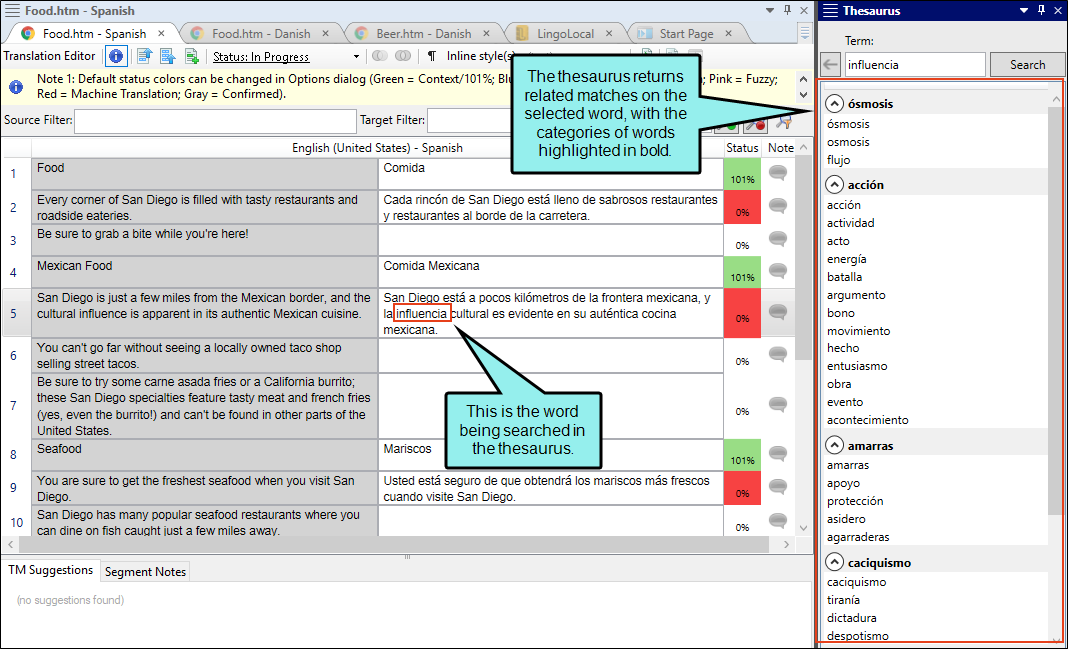 Food.htm - Spanish
Food.htm - Spanish
Food.htm - Danish
Beer.htm - Danish
LingoLocal
Start Page
Translation Editor
Status: In Progress
Inline style(
Note 1: Default status colors can be changed in Options dialog (Green = Context/101%; Blu
Pink = Fuzzy;
Red = Machine Translation; Gray = Confirmed).
Source Filter:
Target Filter:
English (United States) - Spanish
Status
Note
1
Food
Comida
101%
2
Every corner of San Diego is filled with tasty restaurants and
roadside eateries.
Cada rincón de San Diego está lleno de sabrosos restaurantes
y restaurantes al borde de la carretera.
0%
3
Be sure to grab a bite while you're here!
0%
4
Mexican Food
Comida Mexicana
101%
5
San Diego is just a few miles from the Mexican border, and the
cultural influence is apparent in its authentic Mexican cuisine.
San Diego está a pocos kilómetros de la frontera mexicana, y
la influencia cultural es evidente en su auténtica cocina
mexicana.
0%
6
You can't go far without seeing a locally owned taco shop
selling street tacos.
0%
7
Be sure to try some carne asada fries or a California burrito;
these San Diego specialties feature tasty meat and french fries
(yes, even the burrito!) and can't be found in other parts of the
United States.
0%
8
Seafood
Mariscos
101%
9
You are sure to get the freshest seafood when you visit San
Diego.
Usted está seguro de que obtendrá los mariscos más frescos
cuando visite San Diego.
0%
10
San Diego has many popular seafood restaurants where you
can dine on fish caught just a few miles away.
0%
TM Suggestions
Segment Notes
(no suggestions found)
The thesaurus returns
related matches on the
selected word, with the
categories of words
highlighted in bold.
This is the word
being searched in
the thesaurus.
Thesaurus
Term:
influencia
Search
ósmosis
ósmosis
osmosis
flujo
acción
acción
actividad
acto
energía
batalla
argumento
bono
movimiento
hecho
entusiasmo
obra
evento
acontecimiento
amarras
amarras
apoyo
protección
asidero
agarraderas
caciquismo
caciquismo
tiranía
dictadura
despotismo